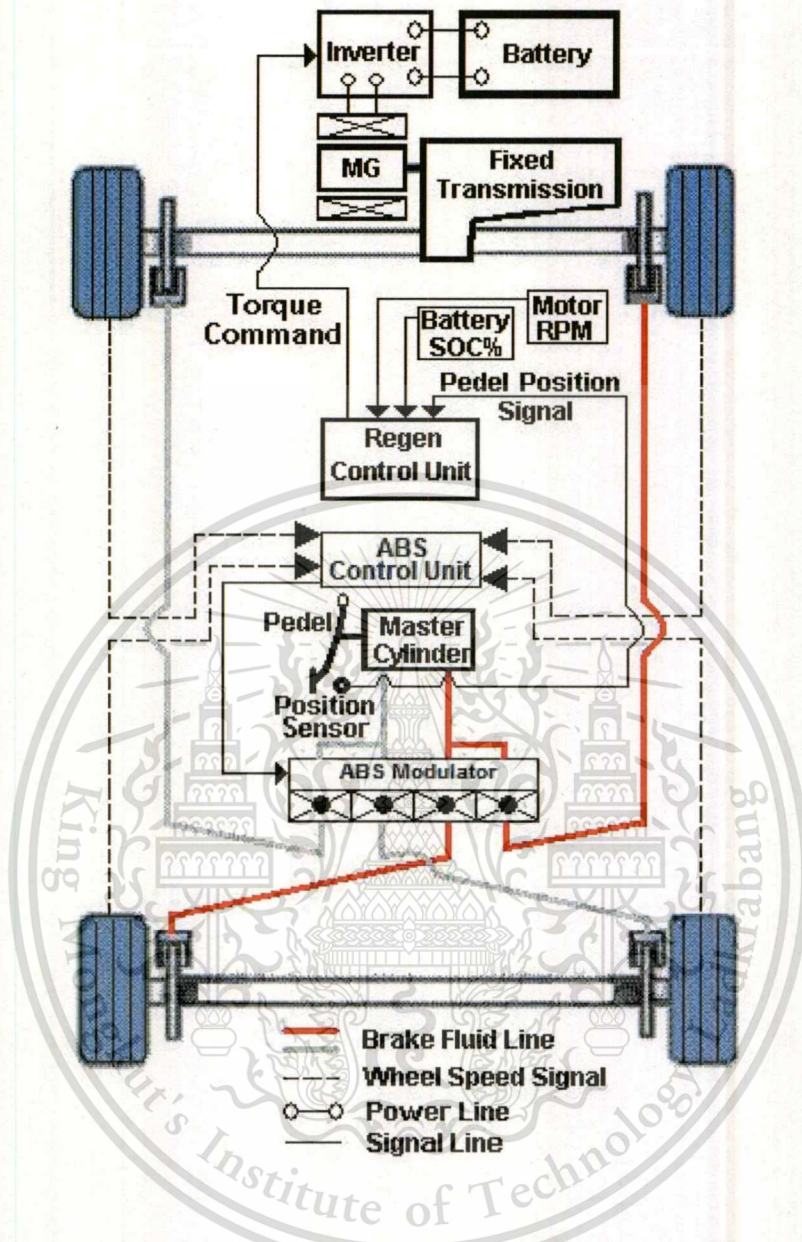 Inverter
Battery
MG
Fixed
Transmission
Torque
Command
Battery
SOC%
Motor
RPM
Pedel Position
Signal
Regen
Control Unit
ABS
Control Unit
Pedel
Master
Cylinder
Position
Sensor
ABS Modulator
Brake Fluid Line
Wheel Speed Signal
Power Line
Signal Line
King Mongkut's Institute of Technology Ladkrabang